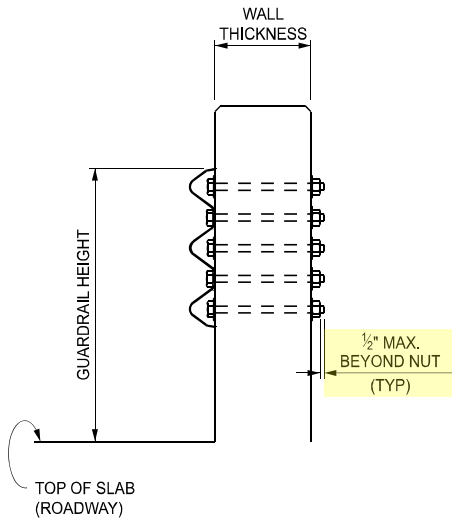 WALL
THICKNESS
GUARDRAIL HEIGHT
½" MAX.
BEYOND NUT
(TYP)
TOP OF SLAB
(ROADWAY)